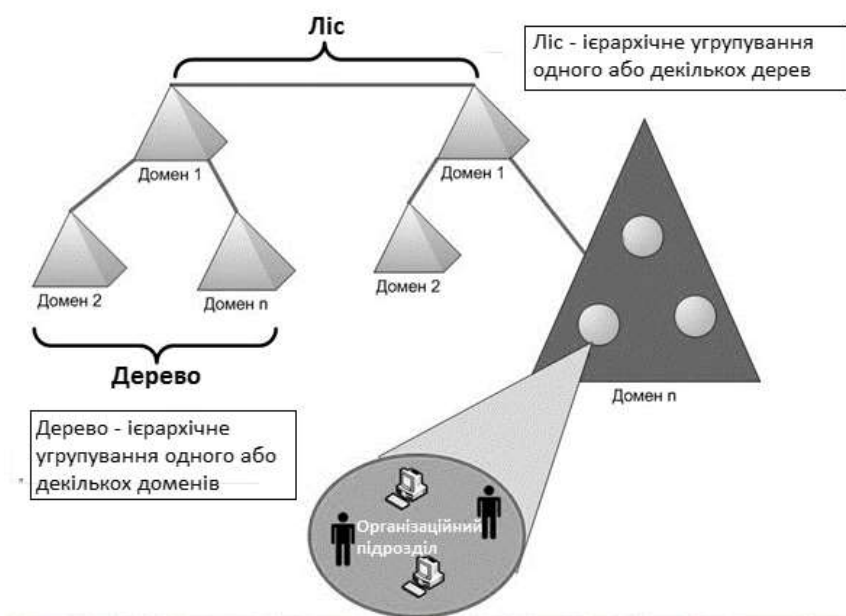 Ліс
Ліс - ієрархічне угрупування
одного або декількох дерев
Домен 1
Домен 1
Домен 2
Домен n
Домен 2
Домен n
Дерево
Дерево - ієрархічне
угрупування одного або
декількох доменів
Організаційний
підрозділ